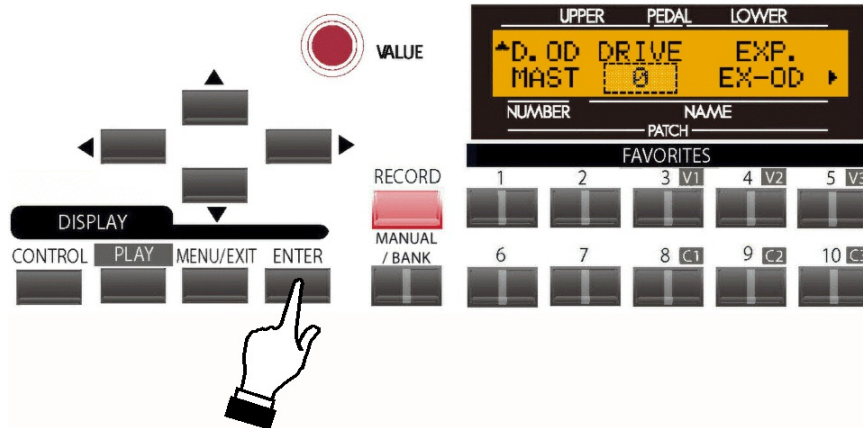 UPPER PEDAL LOWER
D. OD DRIVE EXP.
MAST 0 EX-OD
NUMBER NAME
PATCH
VALUE
FAVORITES
RECORD
1 2 3 V1 4 V2 5 V3
DISPLAY
CONTROL PLAY MENU/EXIT ENTER
MANUAL
/ BANK
6 7 8 C1 9 C2 10 C3